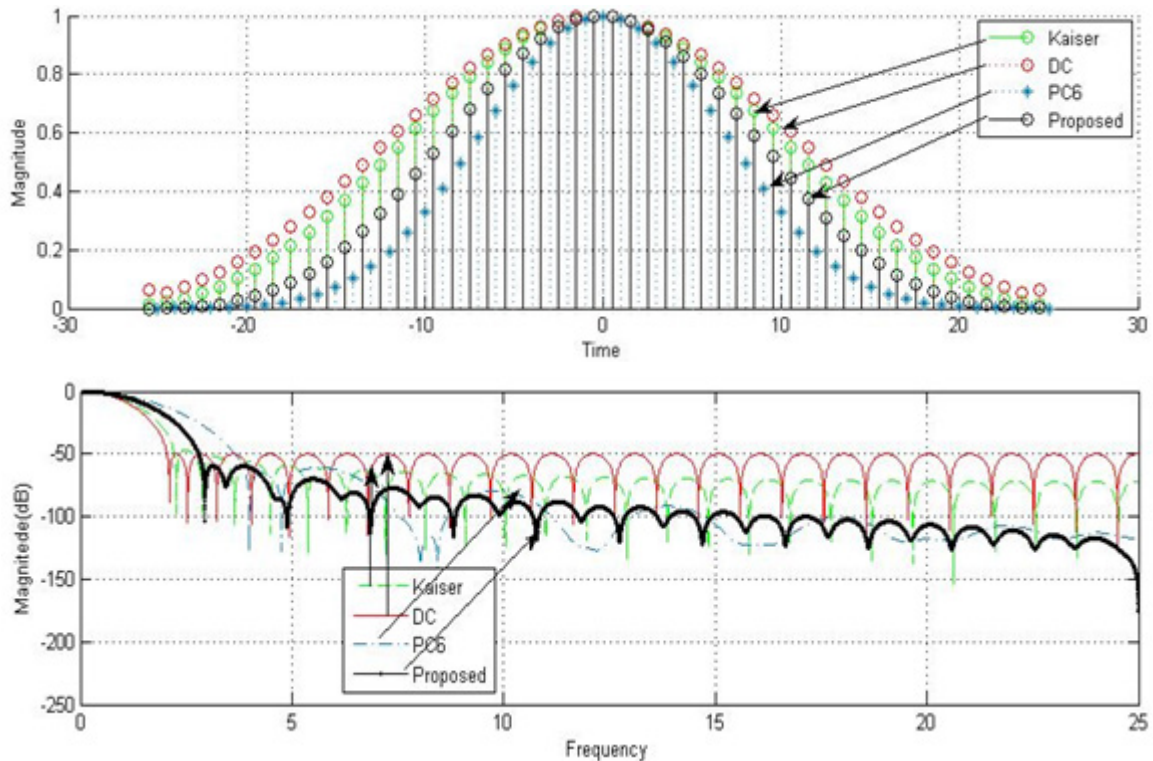 1
0.8
0.6
0.4
0.2
0
Magnitude
-30
-20
-10
0
10
20
30
Time
Kaiser
DC
PC6
Proposed
0
-50
-100
-150
-200
-250
Magnitede(dB)
0
5
10
15
20
25
Frequency
Kaiser
DC
PC6
Proposed